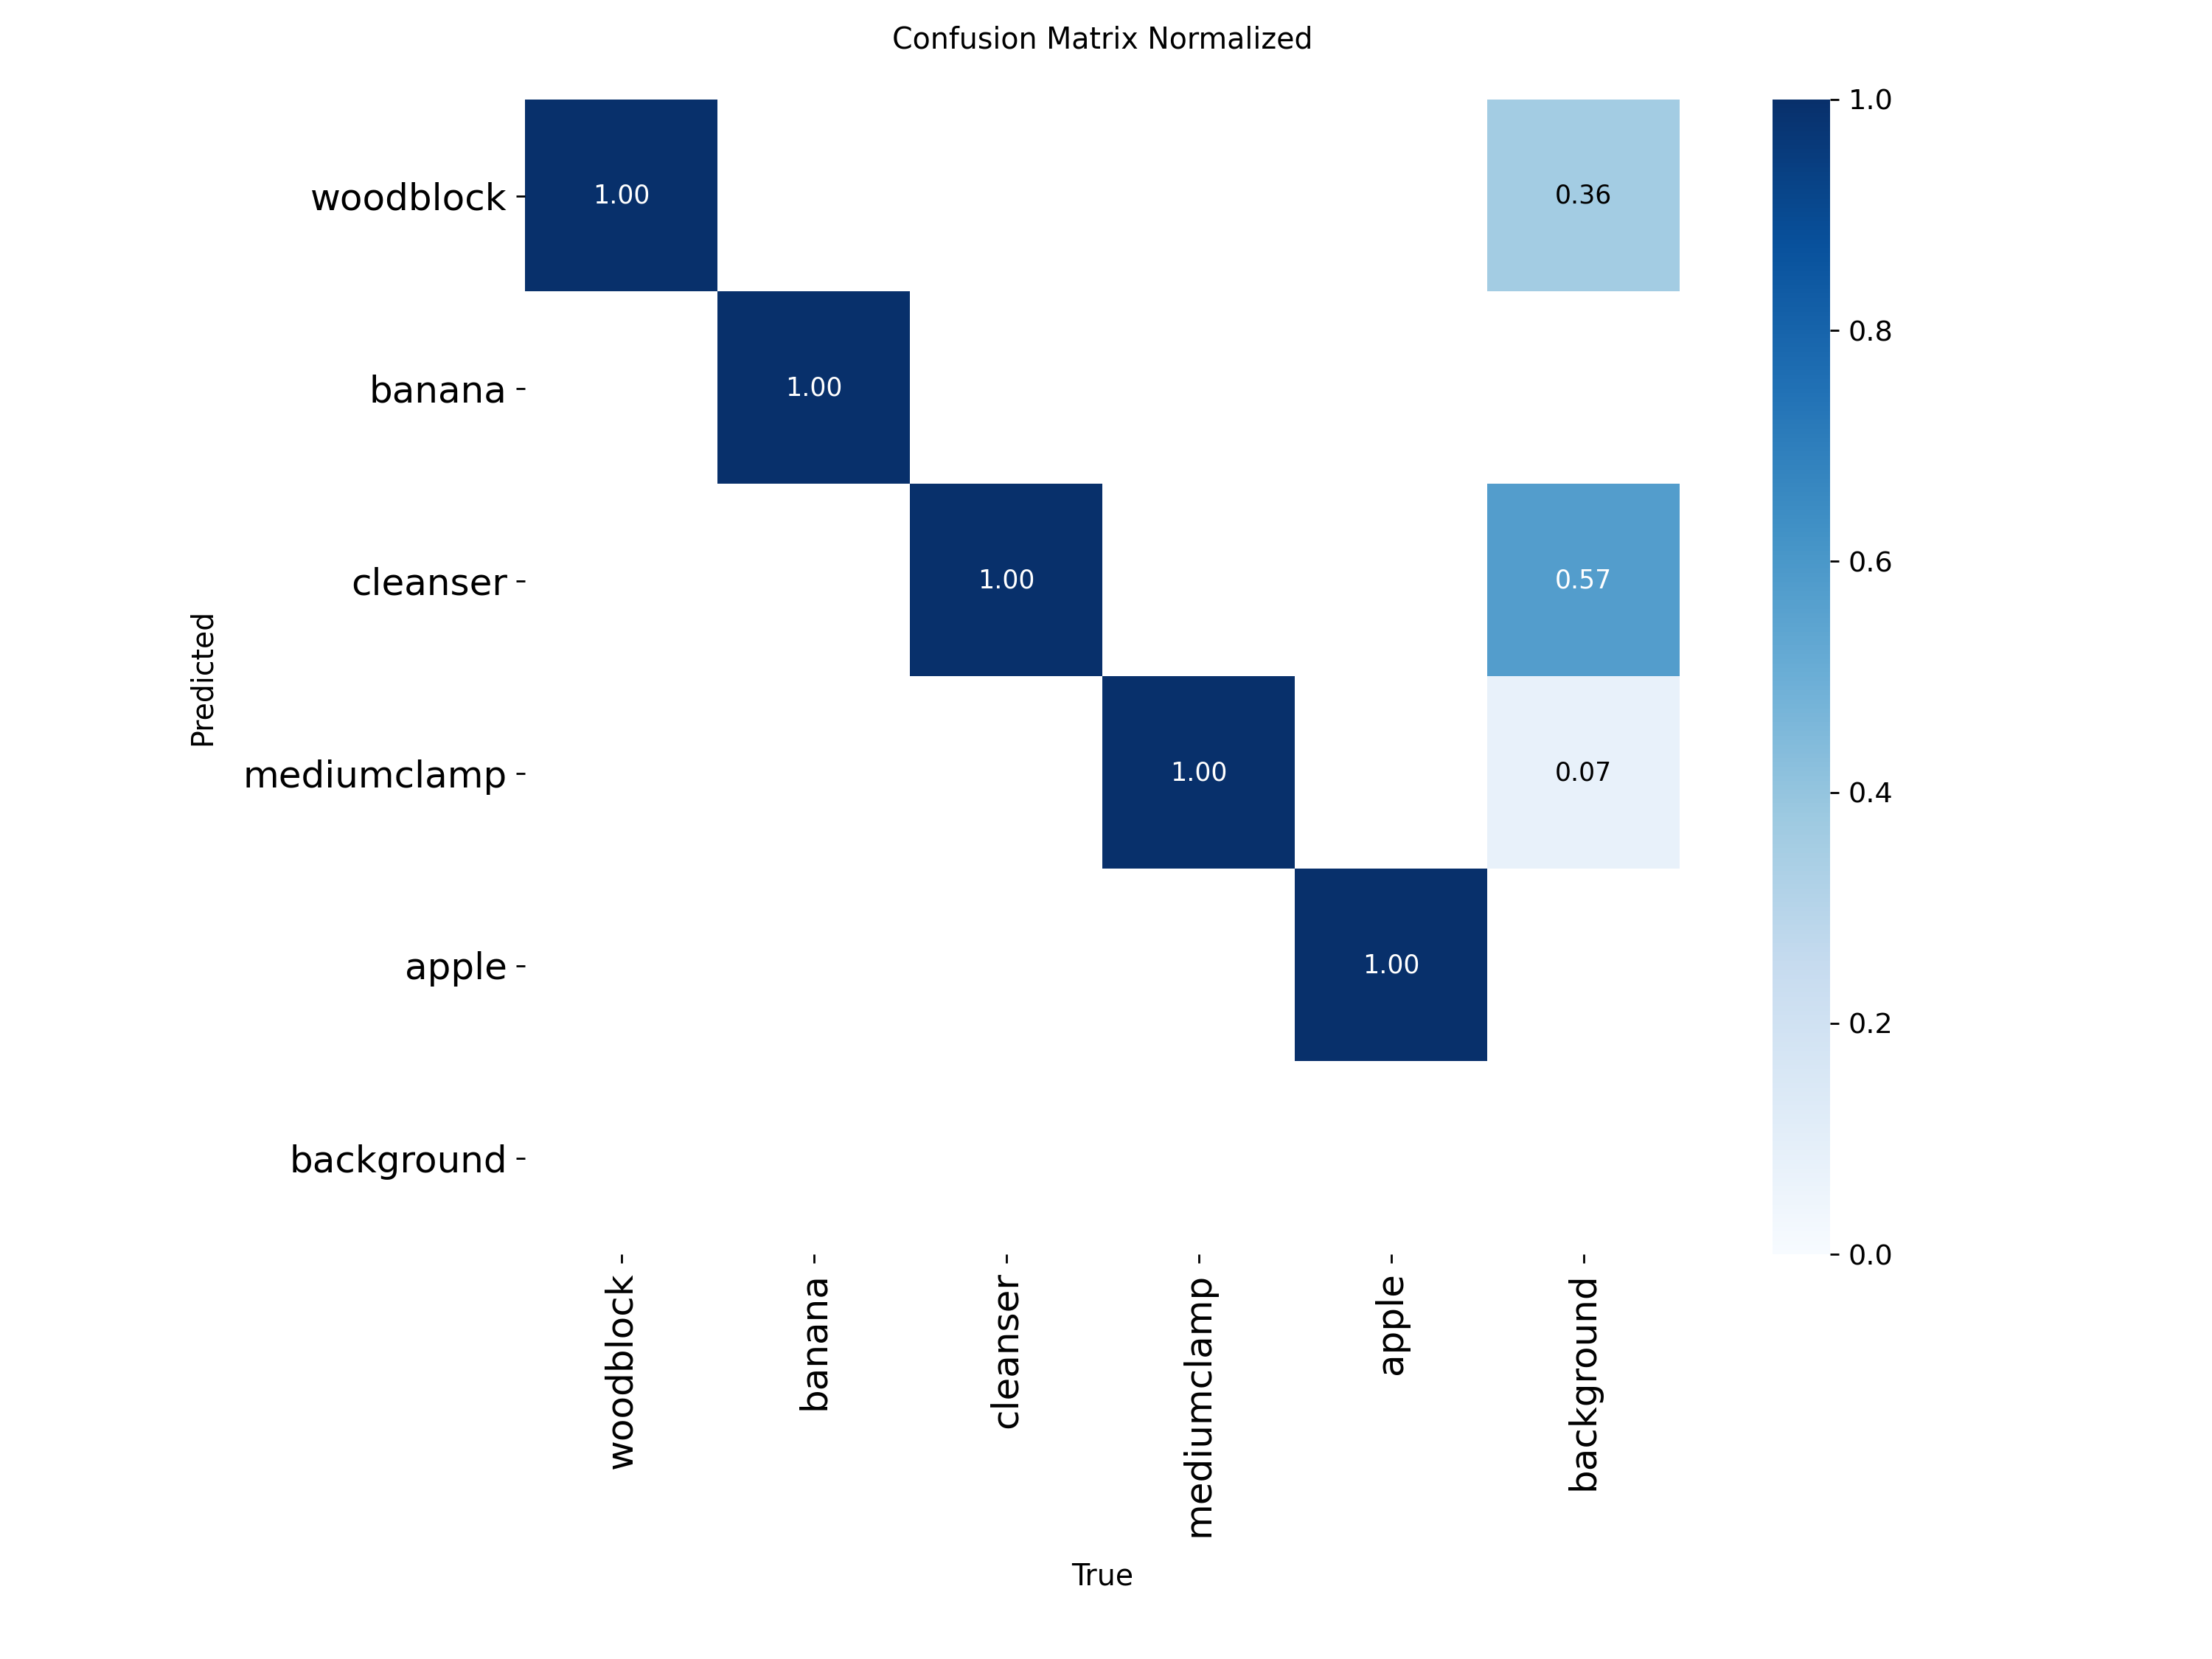 Confusion Matrix Normalized
woodblock
1.00
0.36
banana
1.00
cleanser
1.00
0.57
mediumclamp
1.00
0.07
apple
1.00
background
Predicted
woodblock
banana
cleanser
mediumclamp
apple
background
True
1.0
0.8
0.6
0.4
0.2
0.0